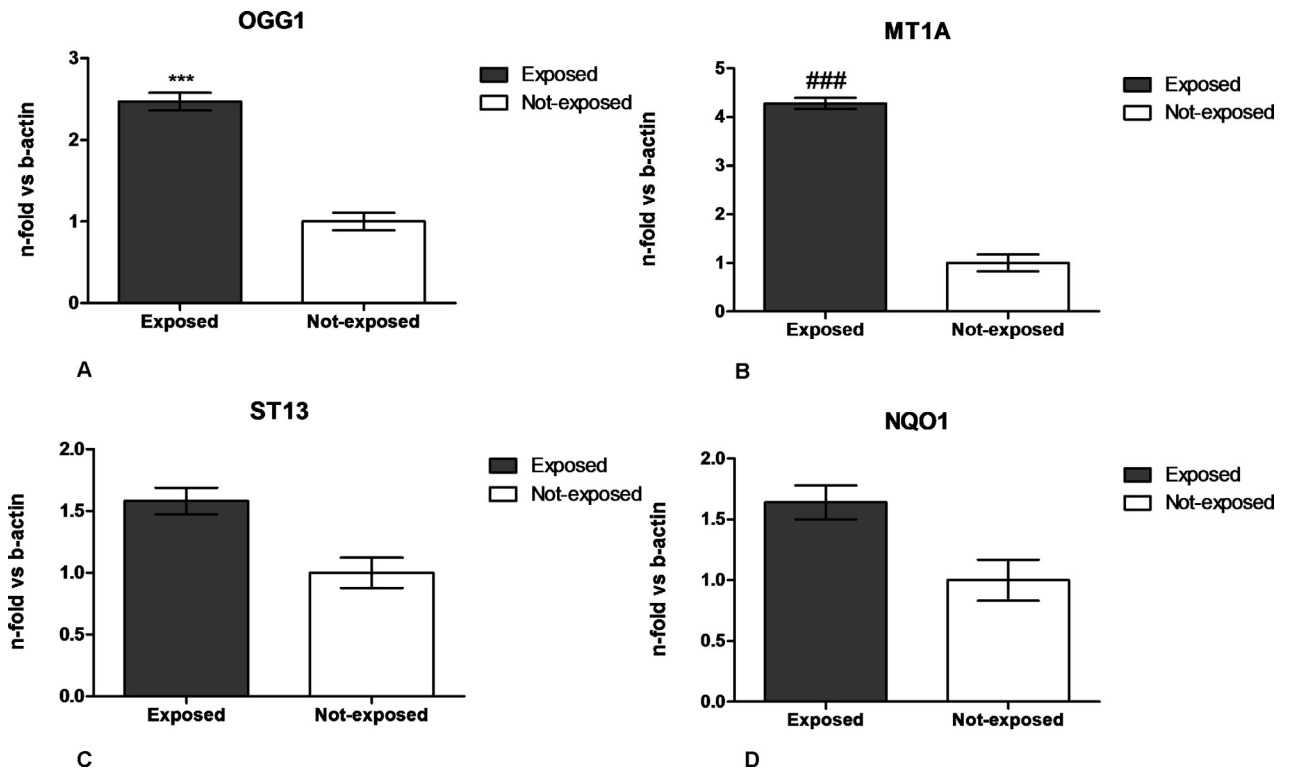 OGG1
n-fold vs b-actin
3
2
1
0
***
Exposed
Not-exposed
Exposed
Not-exposed
A
MT1A
n-fold vs b-actin
5
4
3
2
1
0
###
Exposed
Not-exposed
Exposed
Not-exposed
B
ST13
n-fold vs b-actin
2.0
1.5
1.0
0.5
0.0
Exposed
Not-exposed
Exposed
Not-exposed
C
NQO1
n-fold vs b-actin
2.0
1.5
1.0
0.5
0.0
Exposed
Not-exposed
Exposed
Not-exposed
D